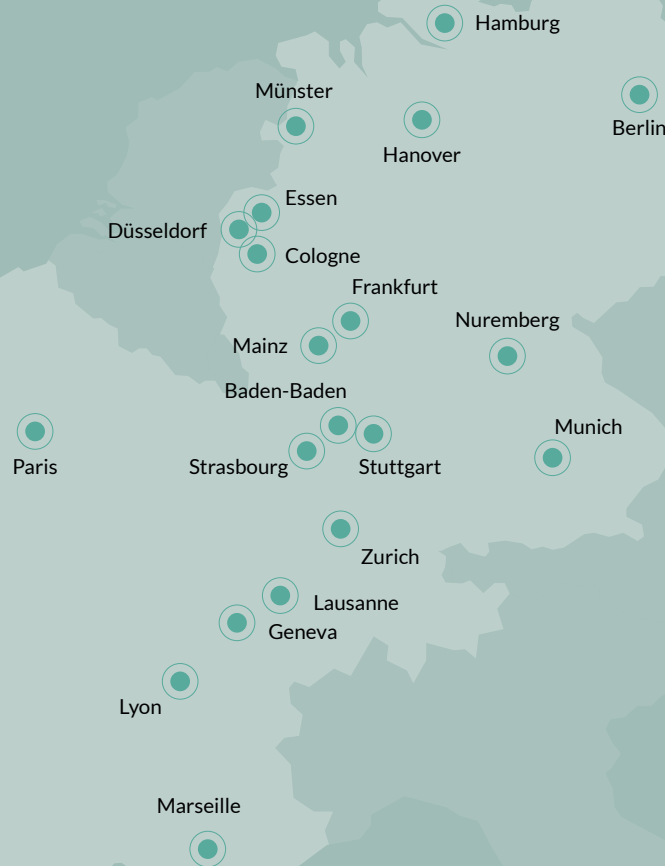 Hamburg
Münster
Berlin
Hanover
Essen
Düsseldorf
Cologne
Frankfurt
Nuremberg
Mainz
Baden-Baden
Munich
Paris
Strasbourg
Stuttgart
Zurich
Lausanne
Geneva
Lyon
Marseille